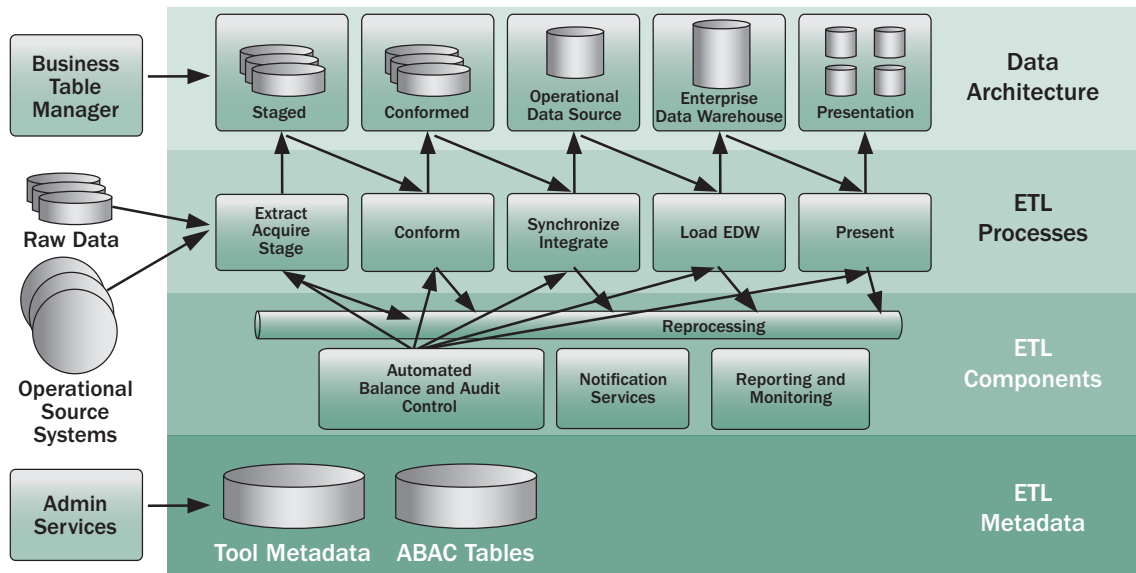 Business
Table
Manager
Staged
Conformed
Operational
Data Source
Enterprise
Data Warehouse
Presentation
Data
Architecture
Raw Data
Extract
Acquire
Stage
Conform
Synchronize
Integrate
Load EDW
Present
ETL
Processes
Operational
Source
Systems
Reprocessing
Automated
Balance and Audit
Control
Notification
Services
Reporting and
Monitoring
ETL
Components
Admin
Services
Tool Metadata
ABAC Tables
ETL
Metadata